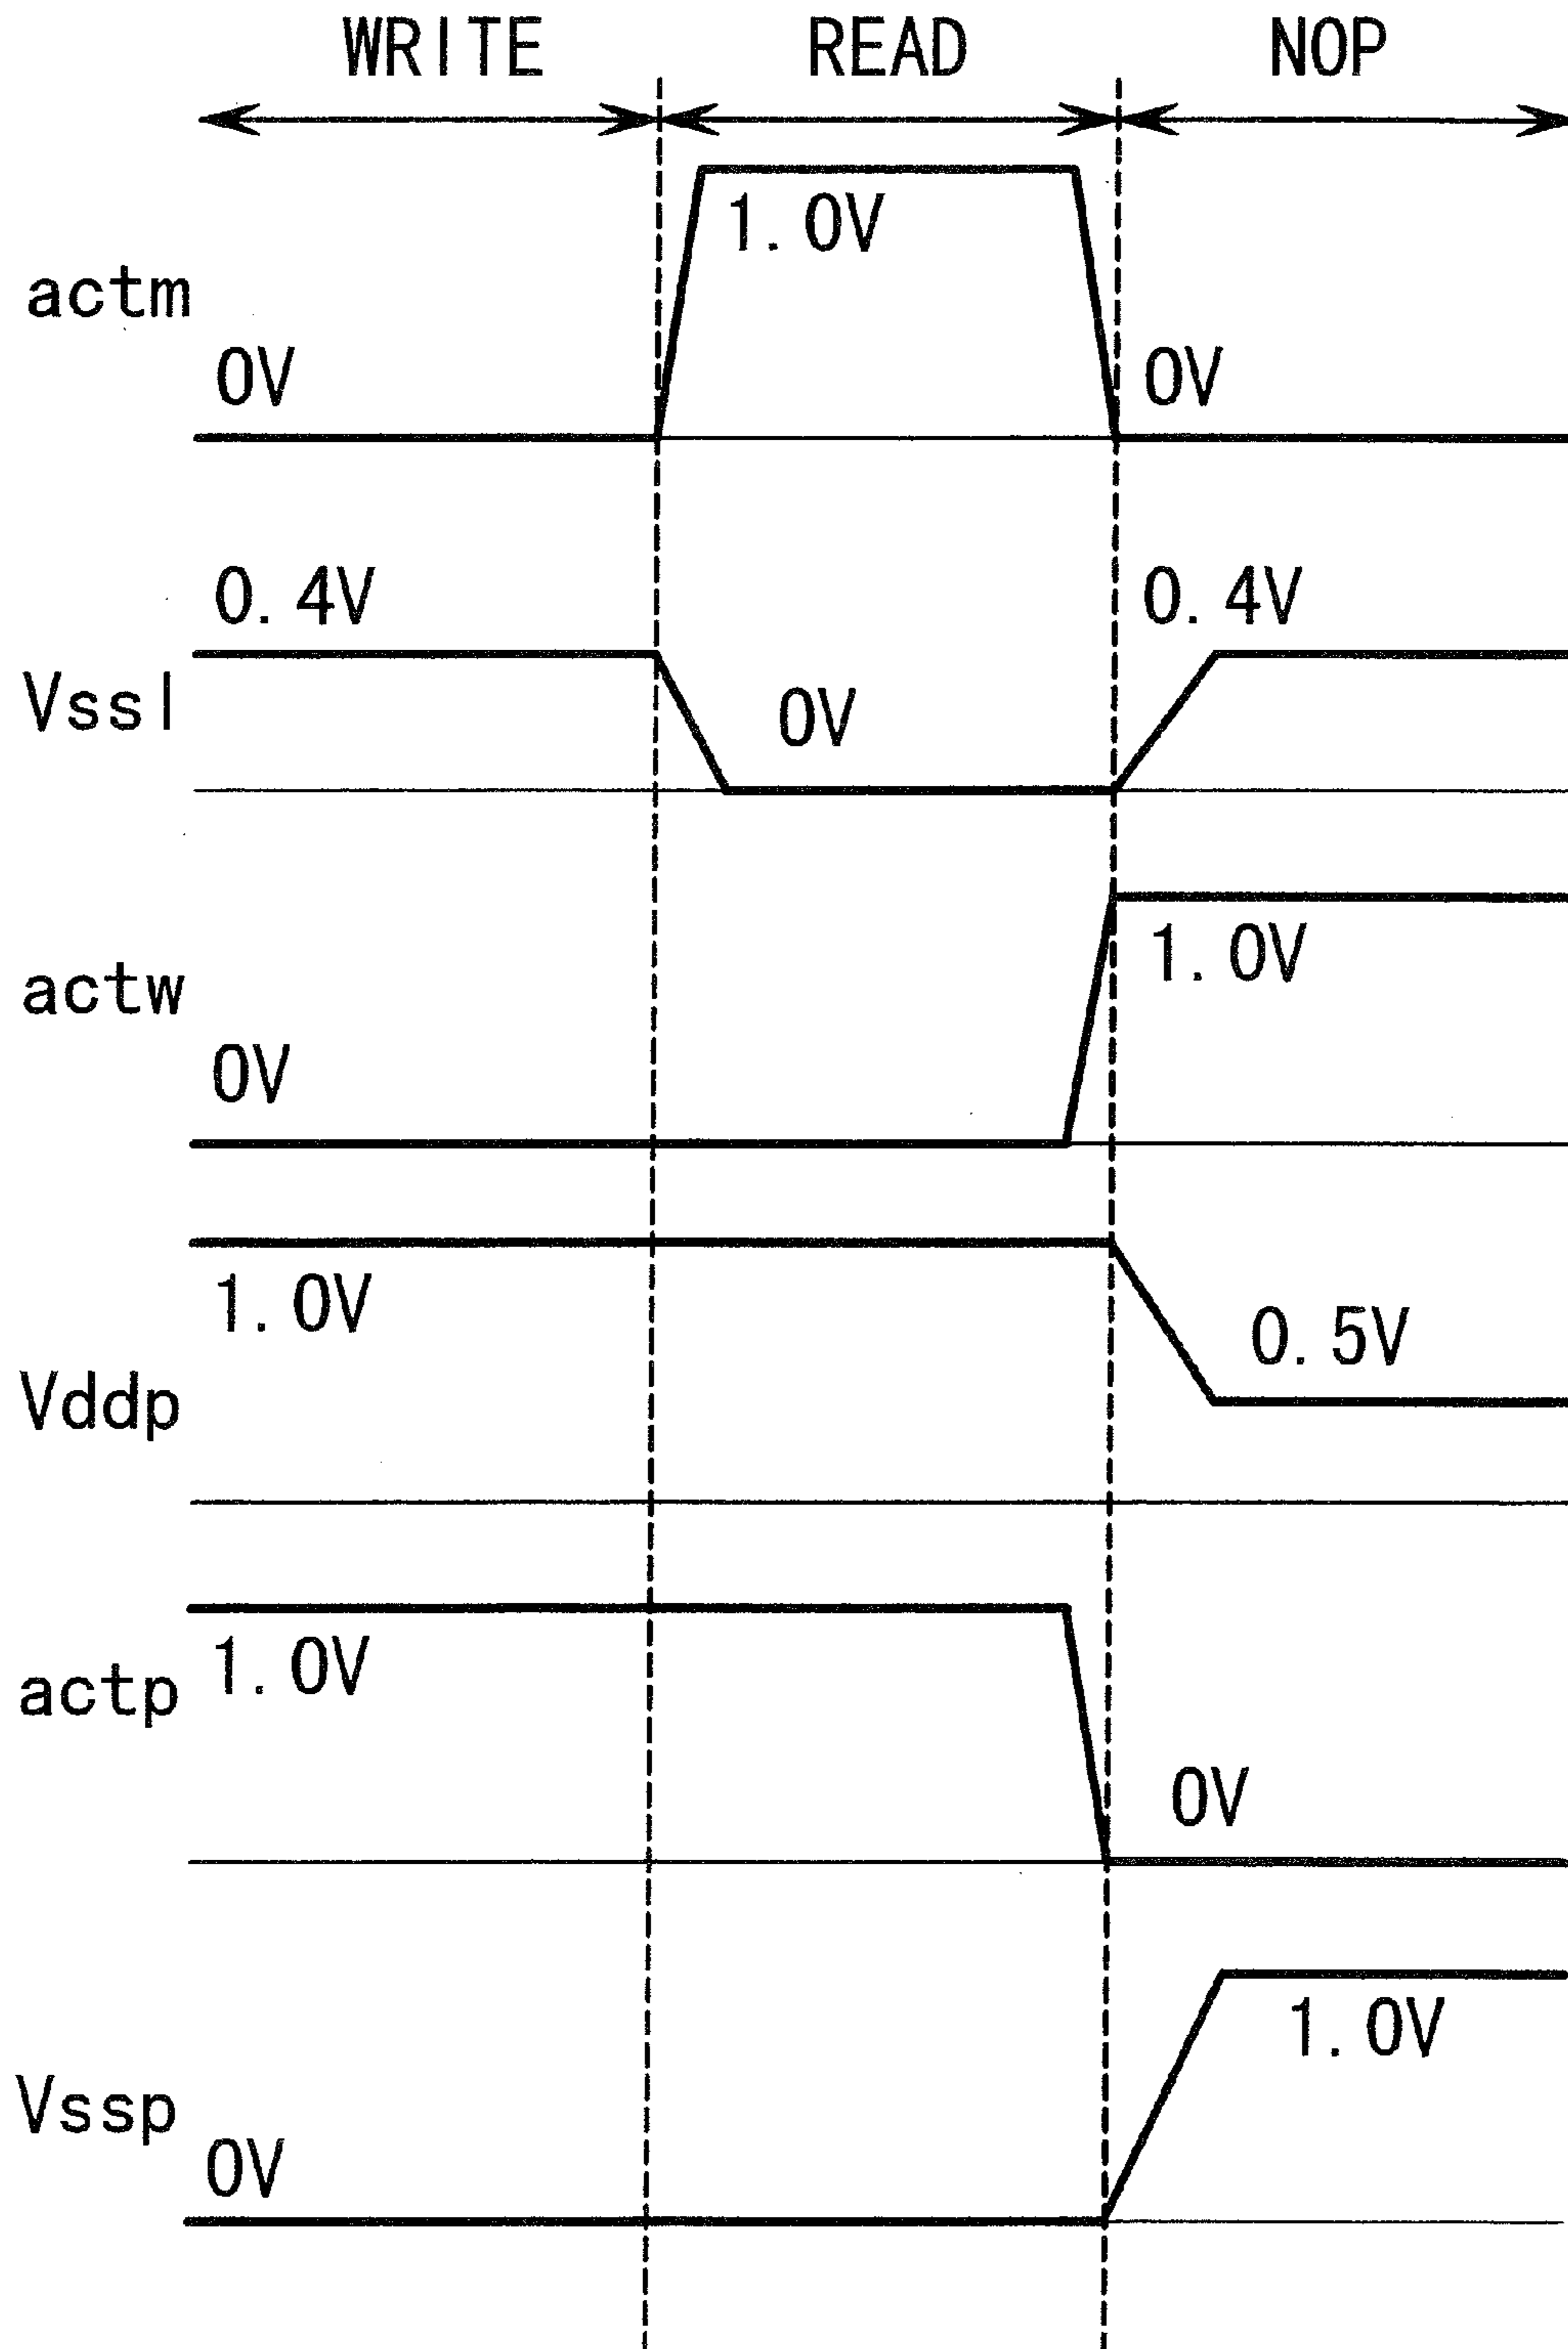 WRITE READ NOP
1.0V
actm
0V 0V
0.4V 0.4V
Vssl
0V
1.0V
actw
0V
1.0V
0.5V
Vddp
1.0V
actp
0V
1.0V
Vssp
0V